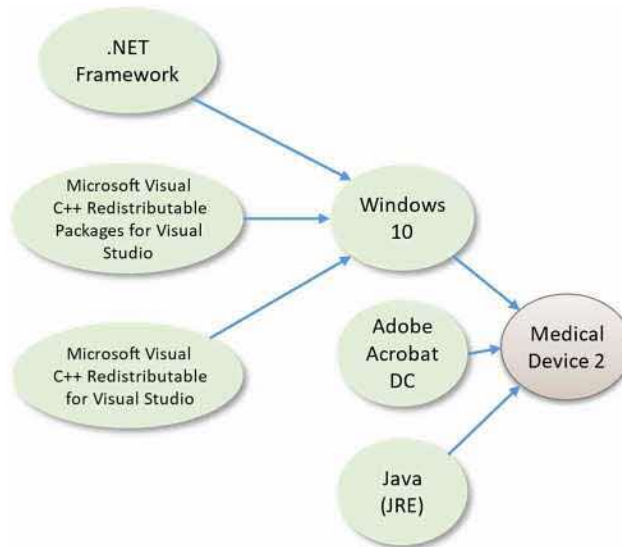 .NET
Framework
Microsoft Visual
C++ Redistributable
Packages for Visual
Studio
Windows
10
Microsoft Visual
C++ Redistributable
for Visual Studio
Adobe
Acrobat
DC
Medical
Device 2
Java
(JRE)